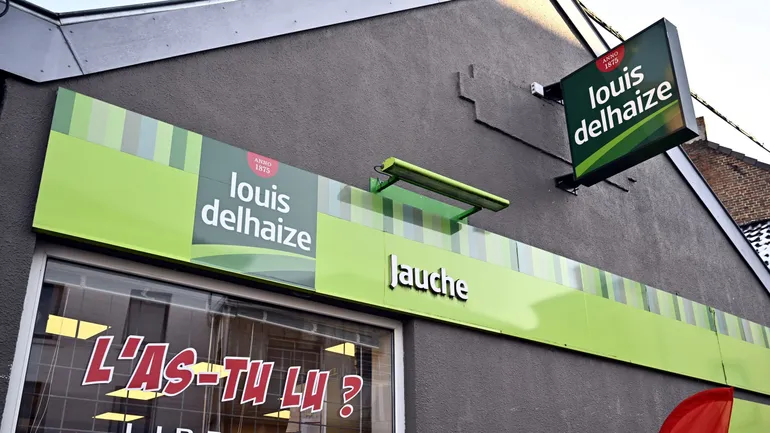 ANNO
1875
louis
delhaize
ANNO
1875
louis
delhaize
Jauche
L'AS-TU LU ?